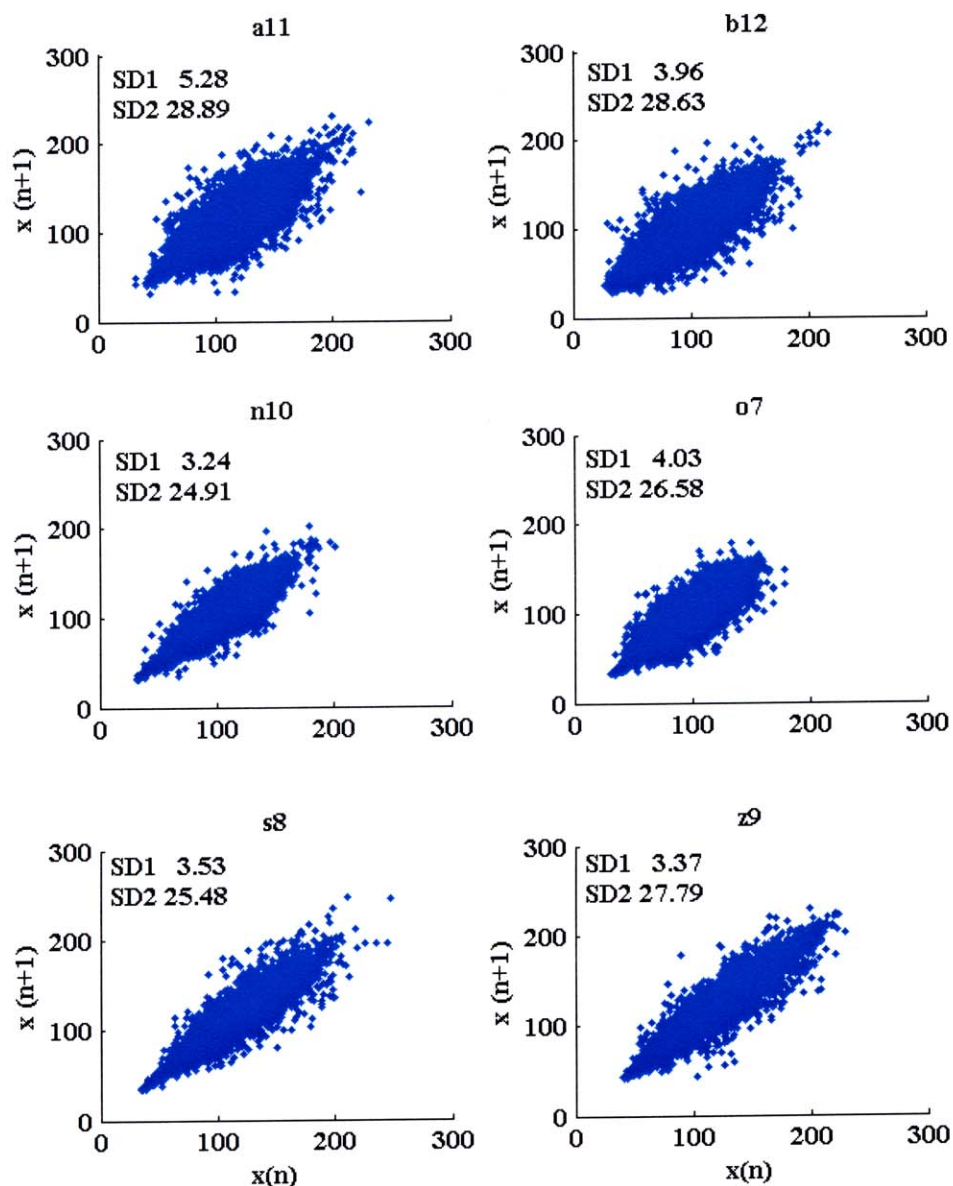 a11
300
SD1 5.28
SD2 28.89
200
x (n+1)
100
0
0 100 200 300
b12
300
SD1 3.96
SD2 28.63
200
x (n+1)
100
0
0 100 200 300
n10
300
SD1 3.24
SD2 24.91
200
x (n+1)
100
0
0 100 200 300
o7
300
SD1 4.03
SD2 26.58
200
x (n+1)
100
0
0 100 200 300
s8
300
SD1 3.53
SD2 25.48
200
x (n+1)
100
0
0 100 200 300
x(n)
z9
300
SD1 3.37
SD2 27.79
200
x (n+1)
100
0
0 100 200 300
x(n)